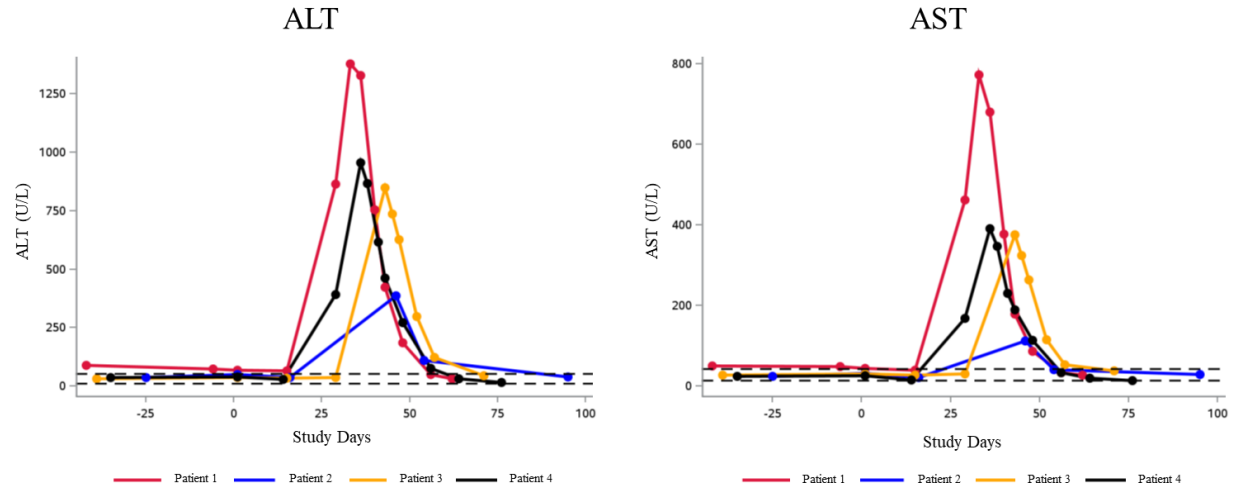 ALT
1250
1000
750
500
250
0
ALT (U/L)
-25 0 25 50 75 100
Study Days
Patient 1 Patient 2 Patient 3 Patient 4
AST
800
600
400
200
0
AST (U/L)
-25 0 25 50 75 100
Study Days
Patient 1 Patient 2 Patient 3 Patient 4